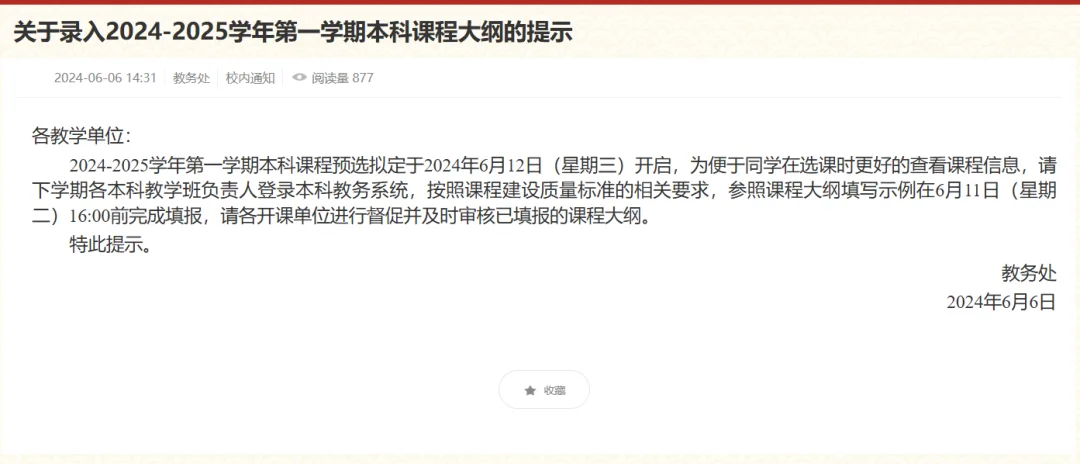 关于录入2024-2025学年第一学期本科课程大纲的提示
2024-06-06 14:31 教务处 校内通知 阅读量 877
各教学单位：
2024-2025学年第一学期本科课程预选拟定于2024年6月12日（星期三）开启，为便于同学在选课时更好的查看课程信息，请
下学期各本科教学班负责人登录本科教务系统，按照课程建设质量标准的相关要求，参照课程大纲填写示例在6月11日（星期
二）16:00前完成填报，请各开课单位进行督促并及时审核已填报的课程大纲。
特此提示。
教务处
2024年6月6日
收藏